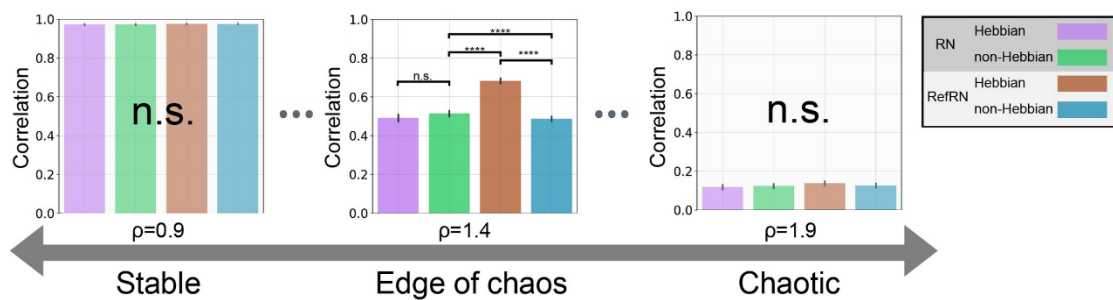 Correlation
1.0
0.8
0.6
0.4
0.2
0.0
n.s.
ρ=0.9
Stable
Correlation
1.0
0.8
0.6
0.4
0.2
0.0
****
****
****
n.s.
ρ=1.4
Edge of chaos
Correlation
1.0
0.8
0.6
0.4
0.2
0.0
n.s.
ρ=1.9
Chaotic
RN
Hebbian
non-Hebbian
RefRN
Hebbian
non-Hebbian